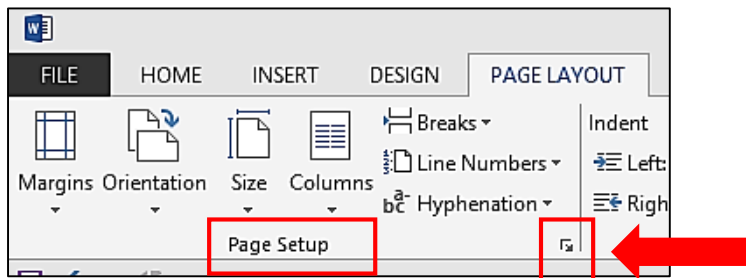 W
FILE HOME INSERT DESIGN PAGE LAYOUT
Breaks Indent
Line Numbers Left:
Margins Orientation Size Columns
Hyphenation Righ
Page Setup